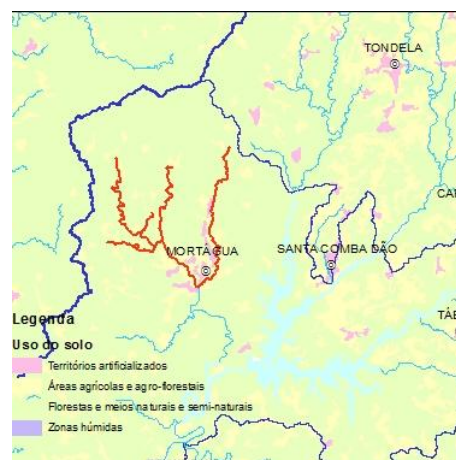 TONDELA
MORTÁGUA
SANTA COMBA DÃO
Legenda
Uso do solo
Territórios artificializados
Áreas agrícolas e agro-florestais
Florestas e meios naturais e semi-naturais
Zonas húmidas